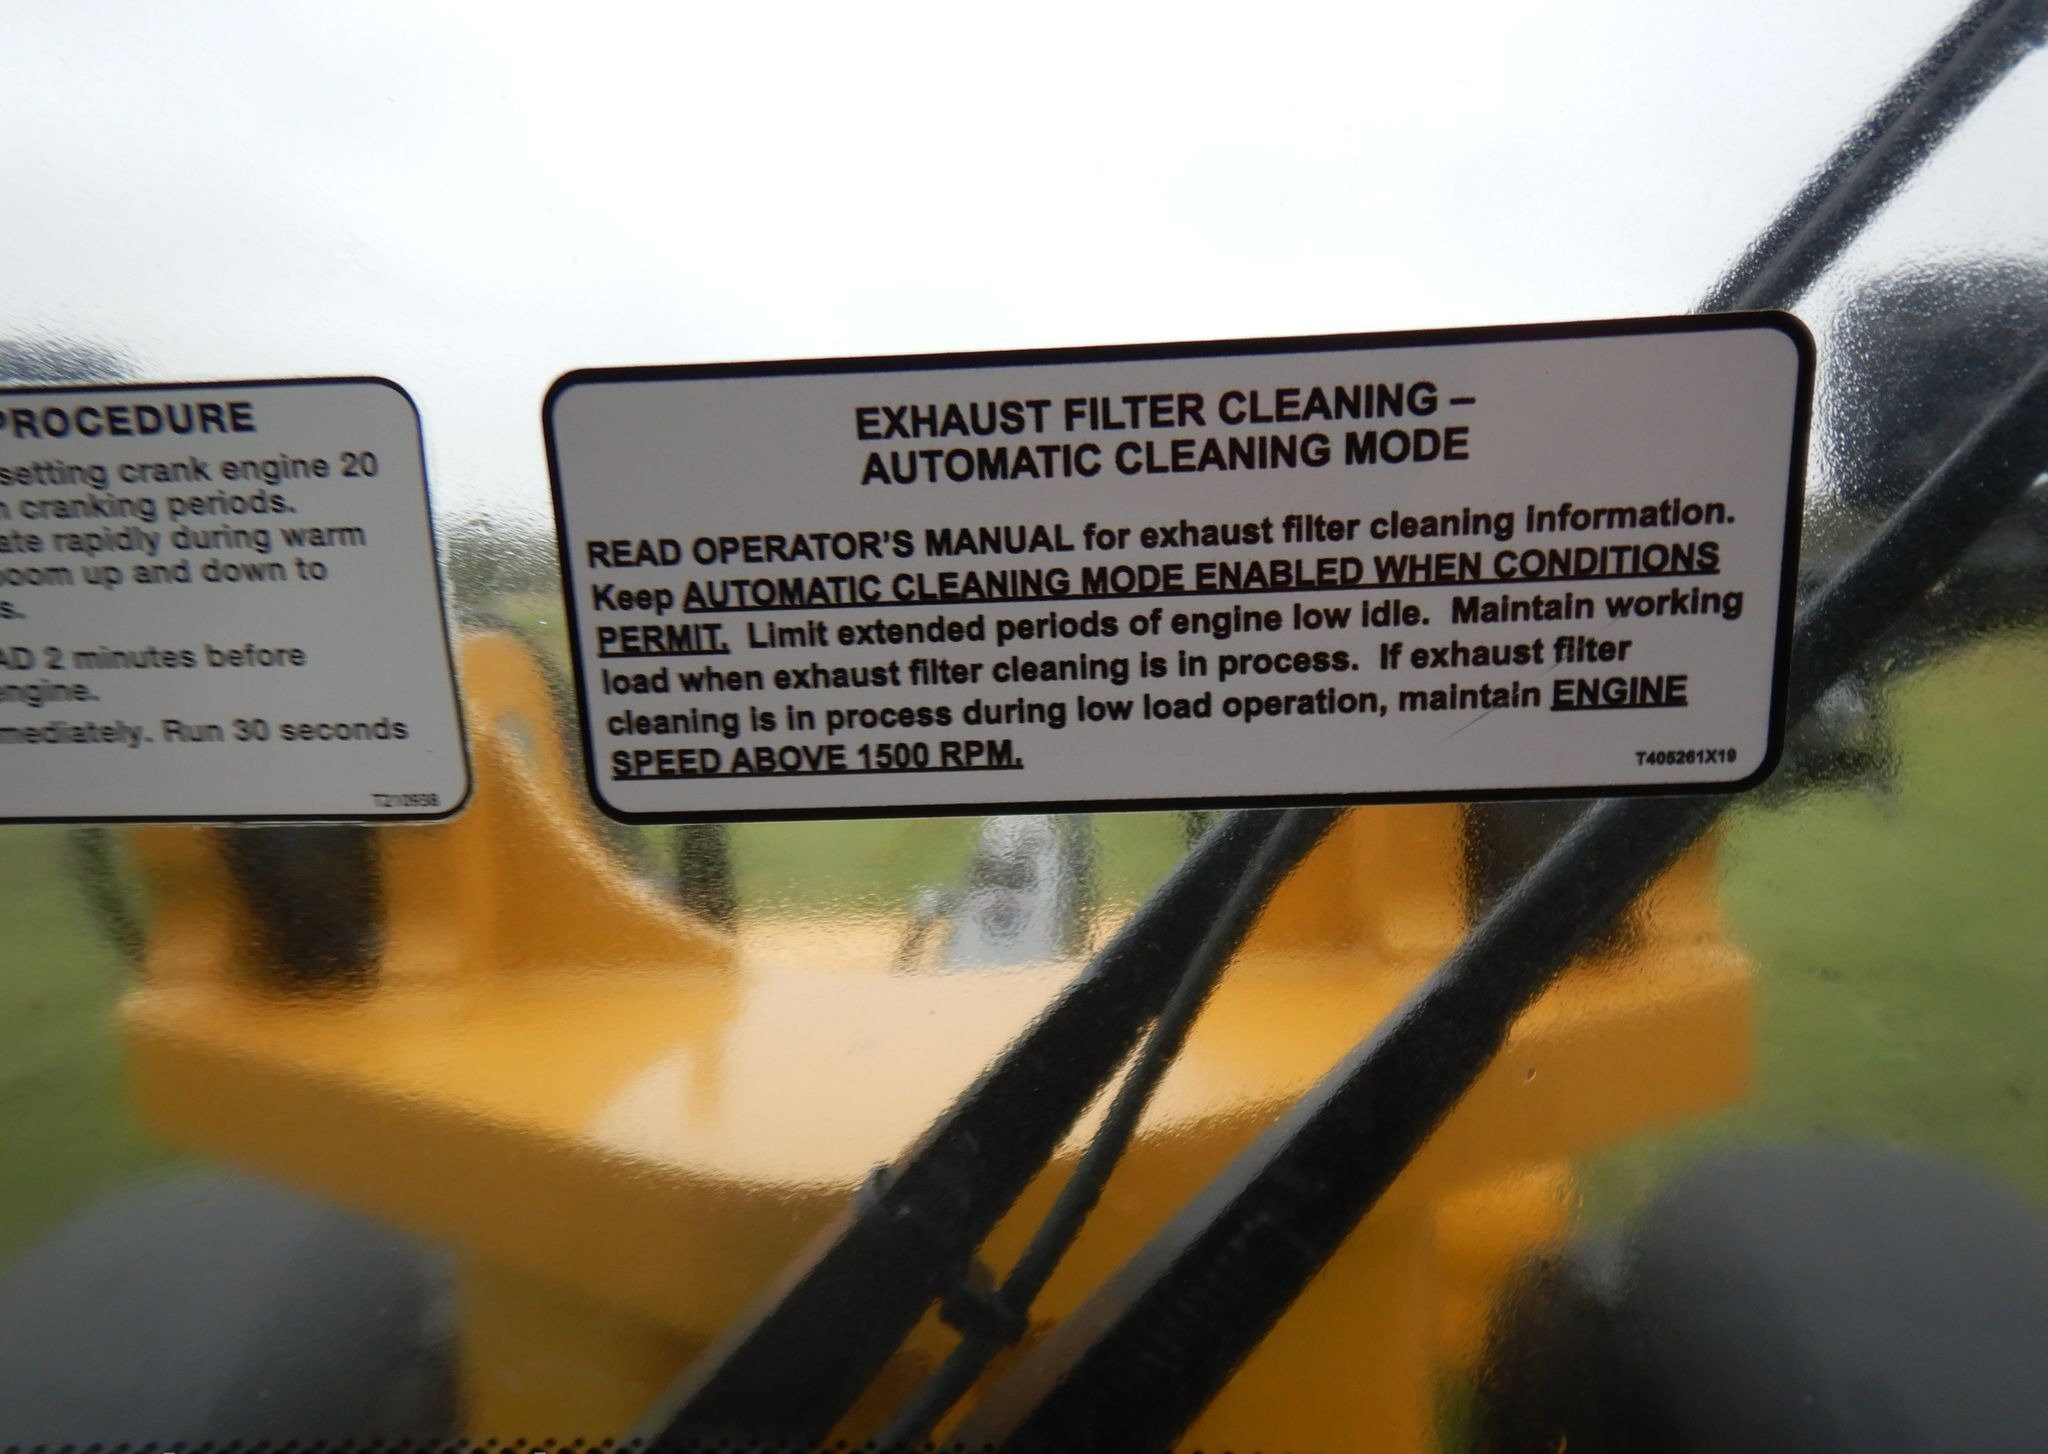 PROCEDURE
setting crank engine 20
cranking periods.
rapidly during warm
boom up and down to
2 minutes before
engine.
Run 30 seconds
EXHAUST FILTER CLEANING –
AUTOMATIC CLEANING MODE
READ OPERATOR'S MANUAL for exhaust filter cleaning information.
Keep AUTOMATIC CLEANING MODE ENABLED WHEN CONDITIONS
PERMIT. Limit extended periods of engine low idle. Maintain working
load when exhaust filter cleaning is in process. If exhaust filter
cleaning is in process during low load operation, maintain ENGINE
SPEED ABOVE 1500 RPM.
T405261X19